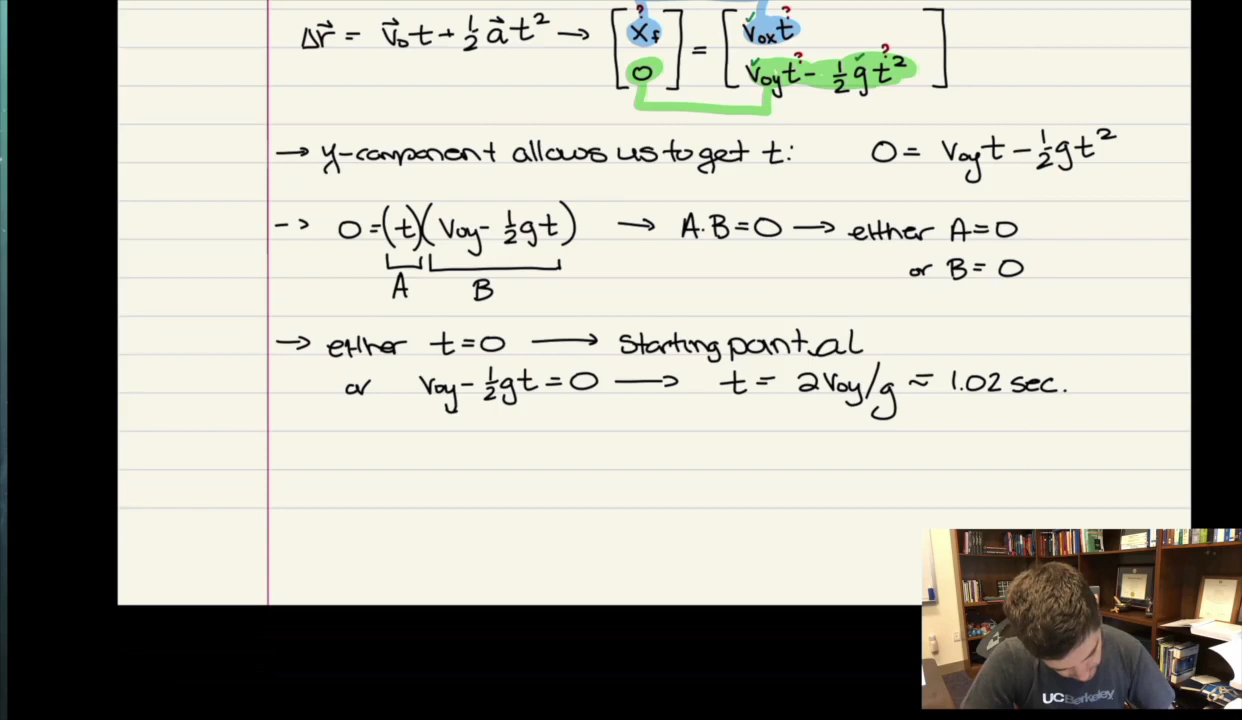 Δr⃗ = v⃗₀t + ½a⃗t² → [x_f] = [v₀ₓt]
[0] [v₀yt - ½gt²]
→ y-component allows us to get t: 0 = v₀yt - ½gt²
-> 0 = (t)(v₀y - ½gt) → A·B=0 → either A=0
A B or B=0
→ either t=0 → starting point
or v₀y - ½gt = 0 → t = 2v₀y/g ≈ 1.02 sec.
UC Berkeley